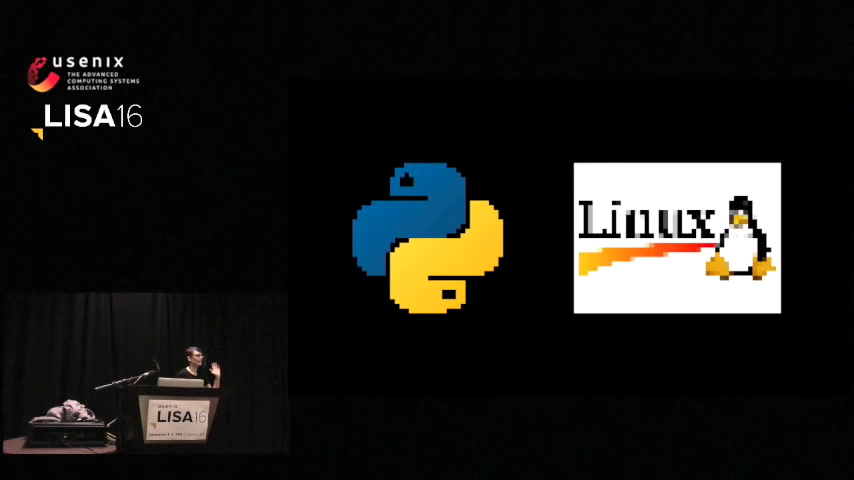 usenix
THE ADVANCED
COMPUTING SYSTEMS
ASSOCIATION
LISA16
Linux
usenix
LISA16